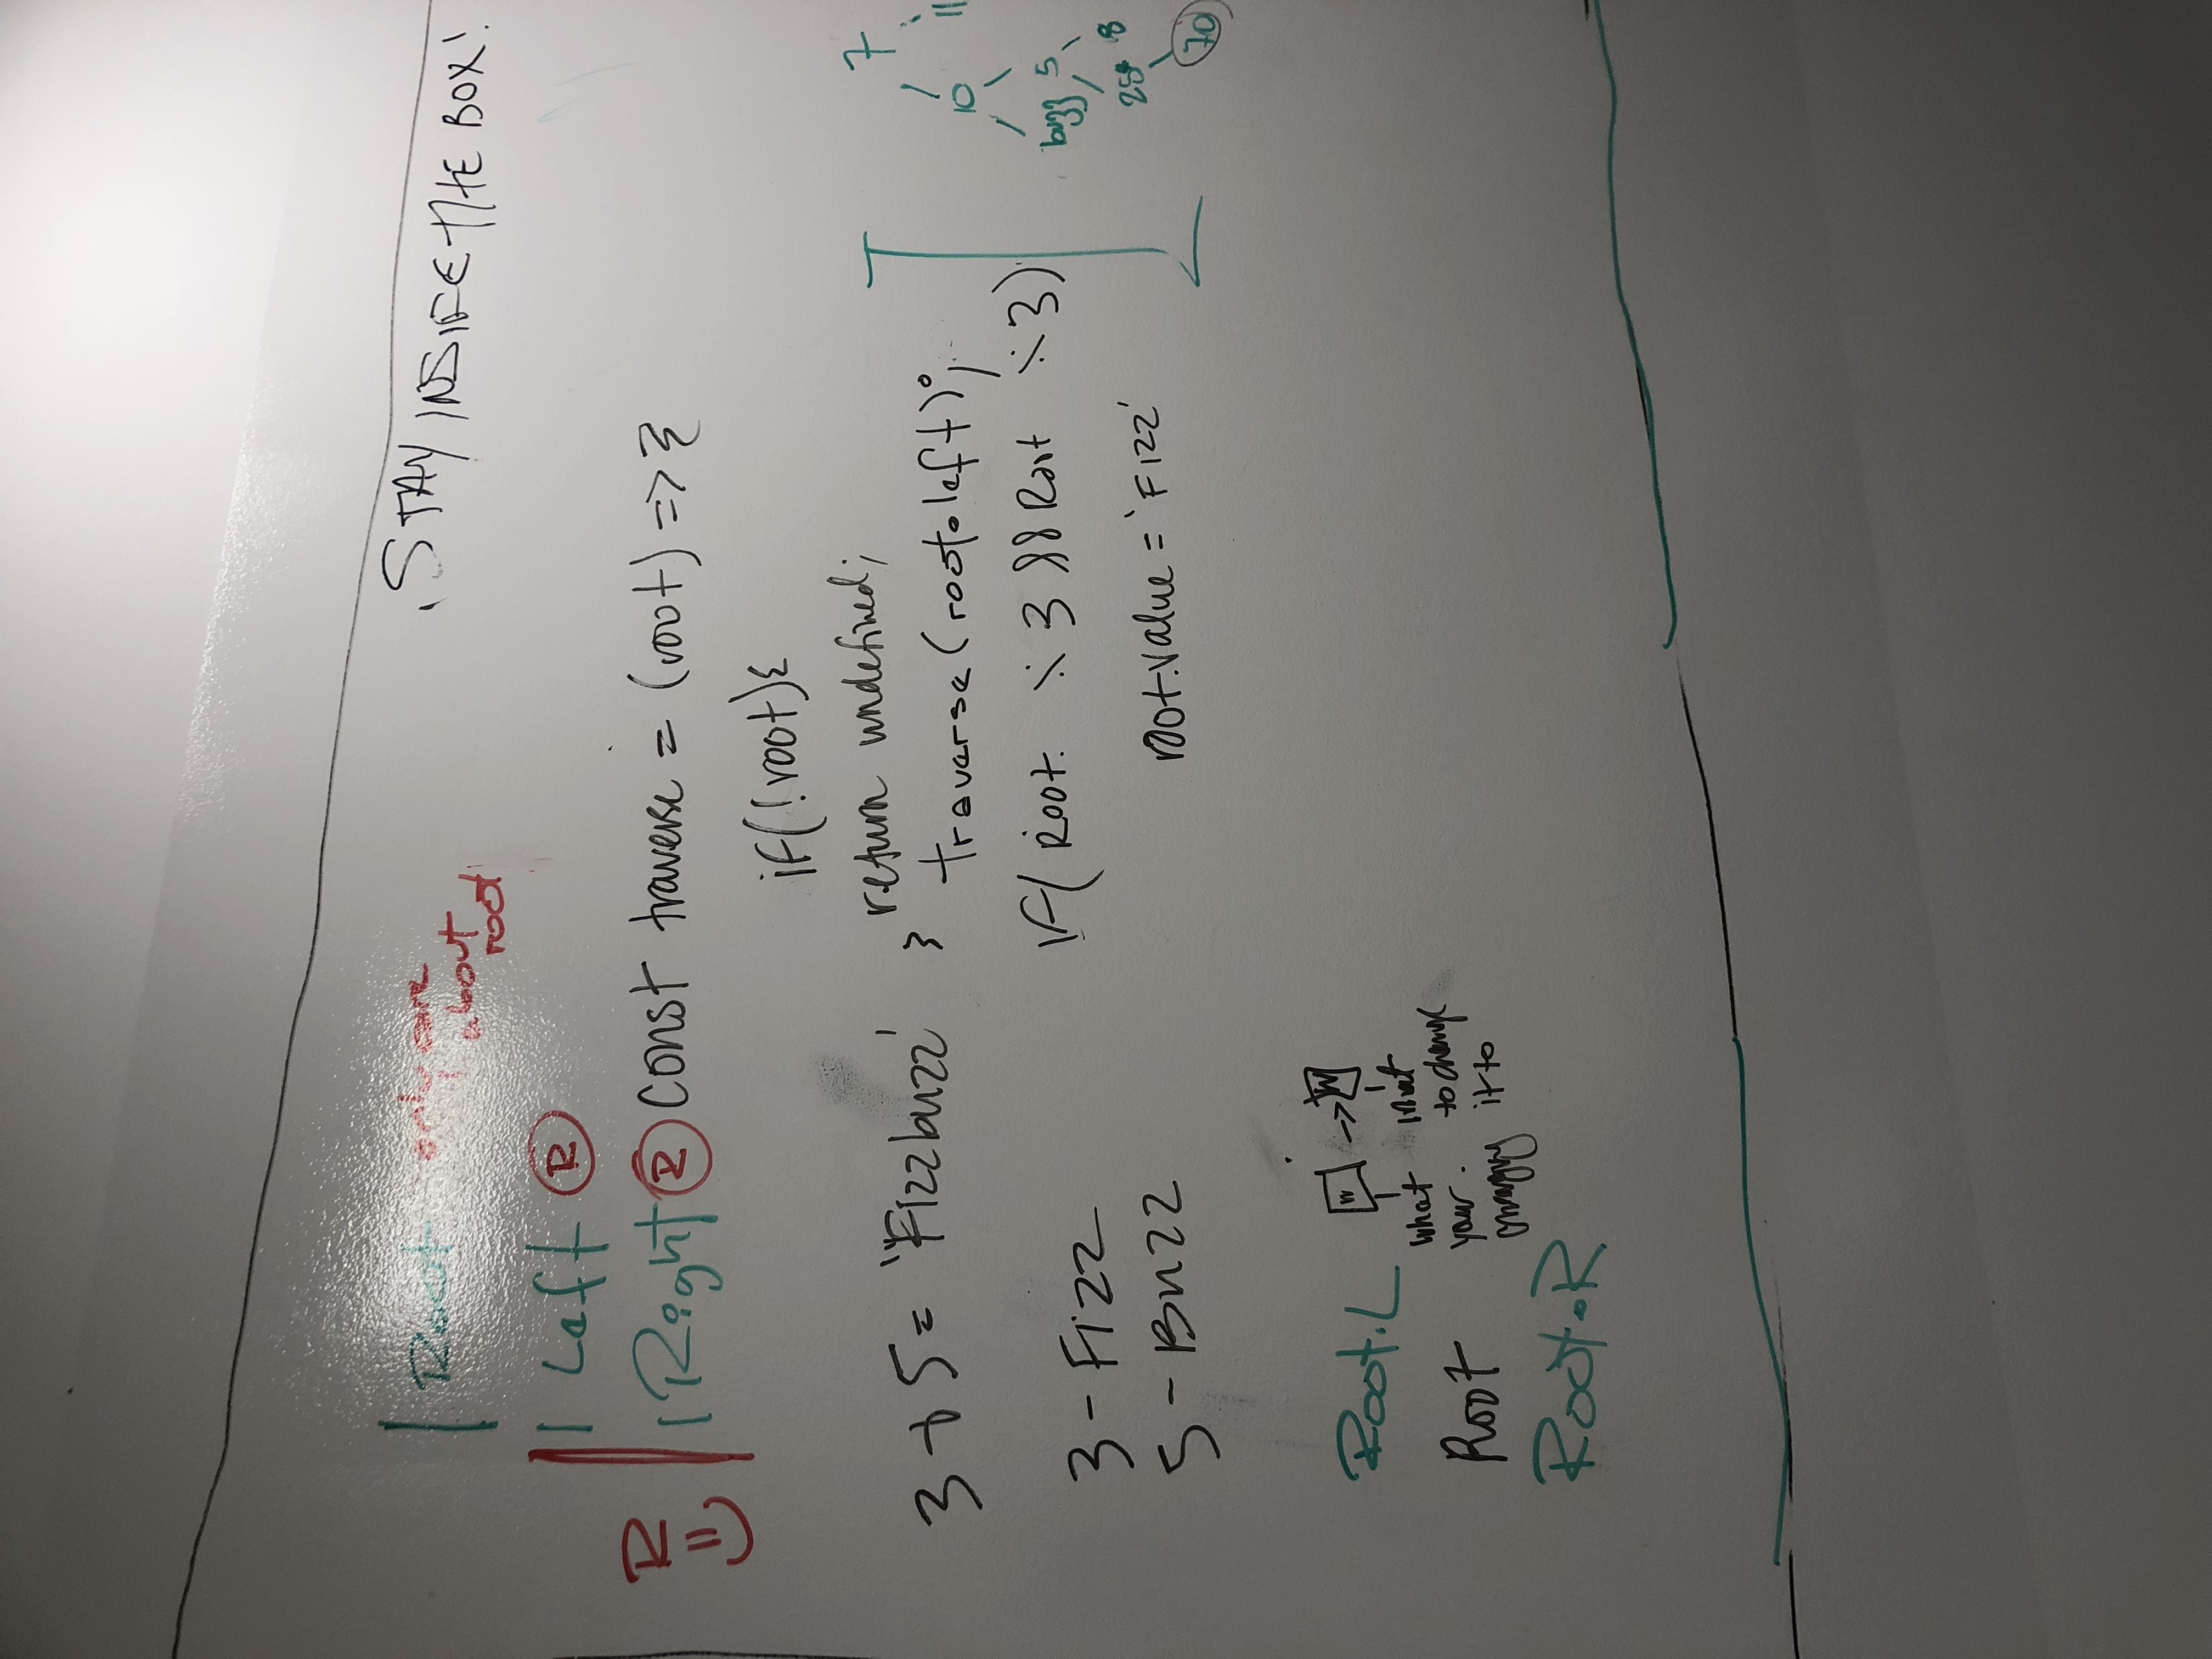 STAY INSIDE THE BOX!
Root only care
about
root
Left R
Right R
R
const traverse = (root) => {
if(!root){
return undefined;
}
traverse(root.left);
if( Root. % 3 && Root % 3)
root.value = 'Fizz'
3 + 5 = 'Fizzbuzz'
3 - Fizz
5 - Buzz
7
10 11
buzz 5
25 8
70
Root.L
Root
Root.R
W -> W
what
your
changing
to change
it to